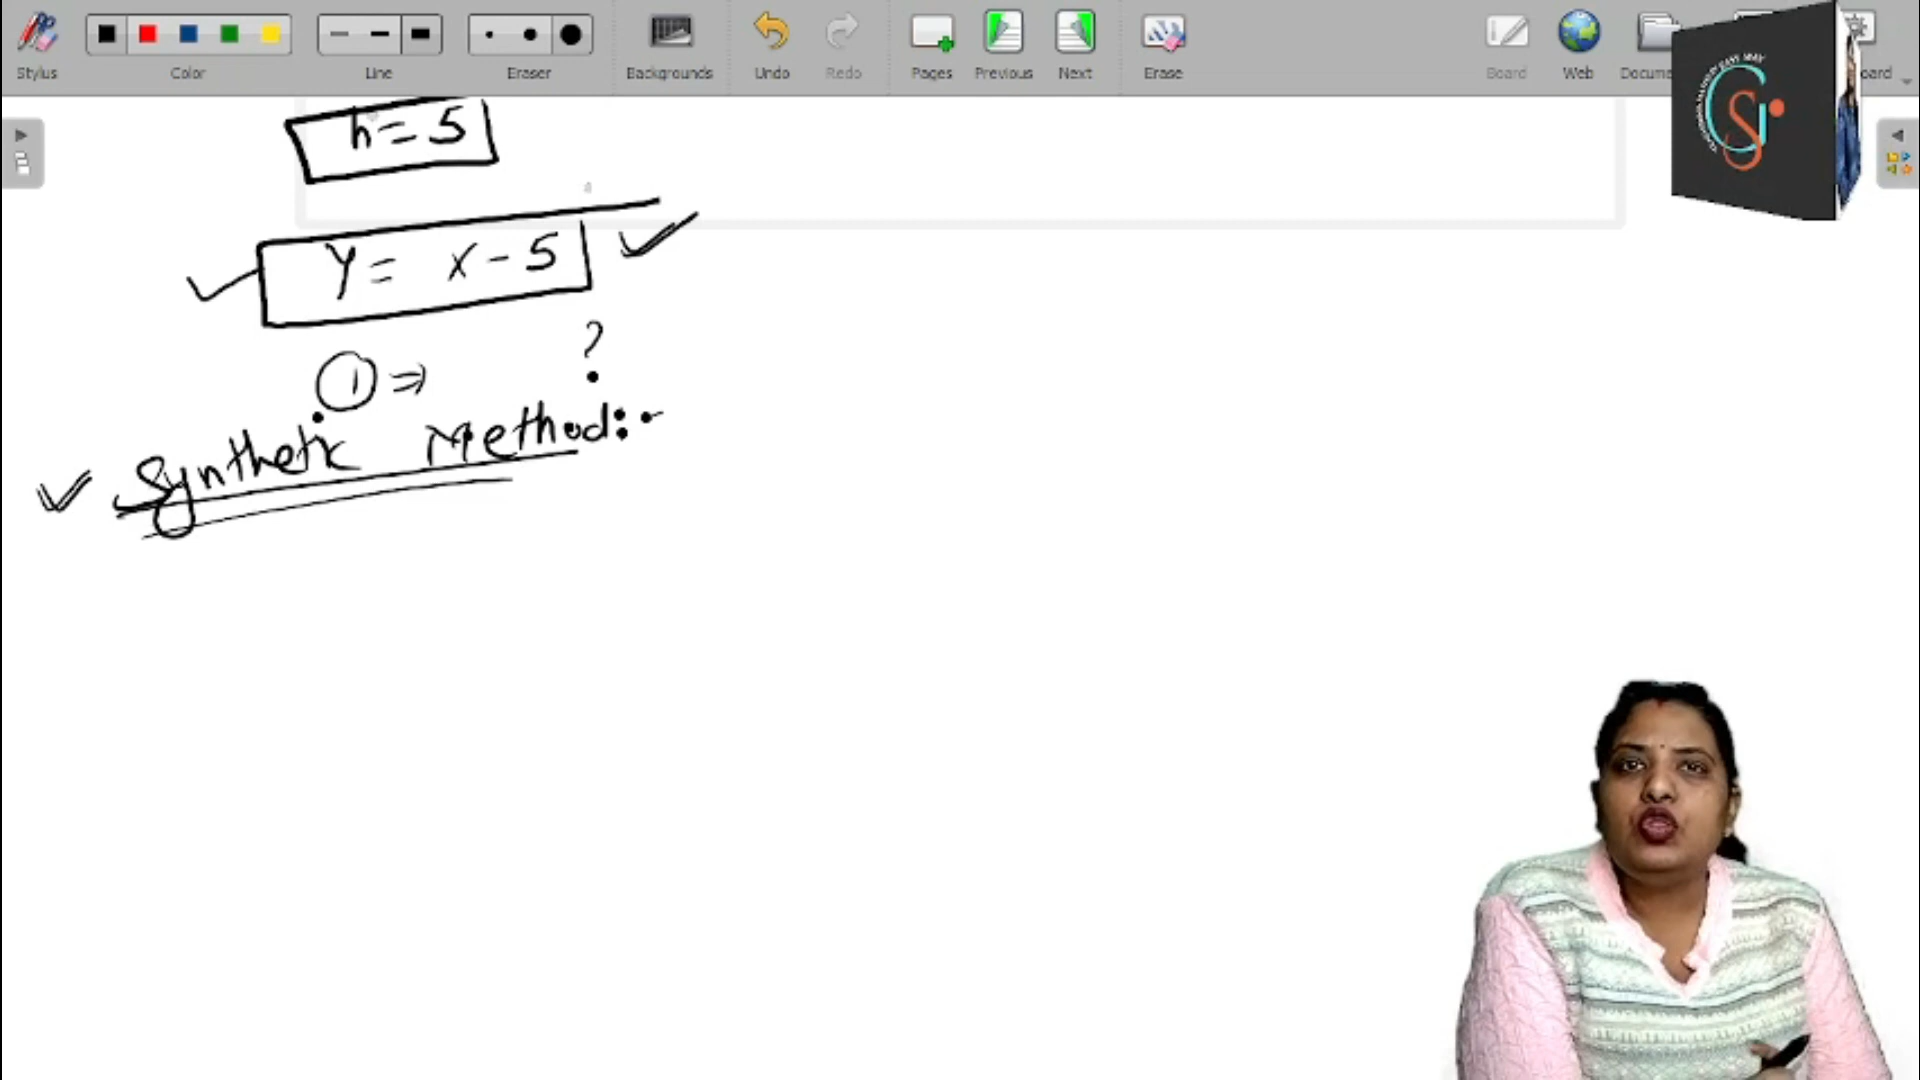 Stylus
Color
Line
Eraser
Backgrounds
Undo
Redo
Pages
Previous
Next
Erase
Board
Web
h = 5
y = x - 5
① ⇒ ?
Synthetic Method:-